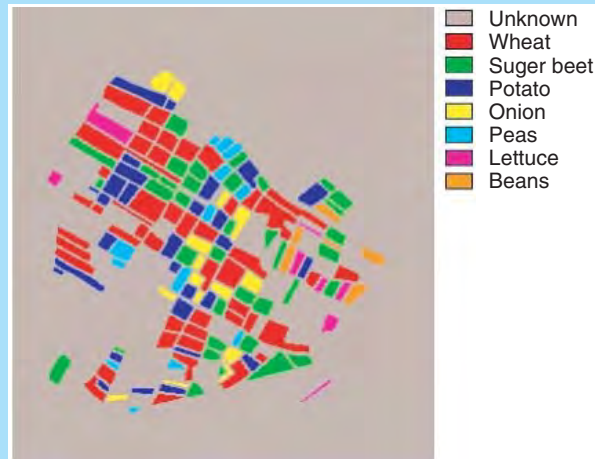 Unknown
Wheat
Suger beet
Potato
Onion
Peas
Lettuce
Beans